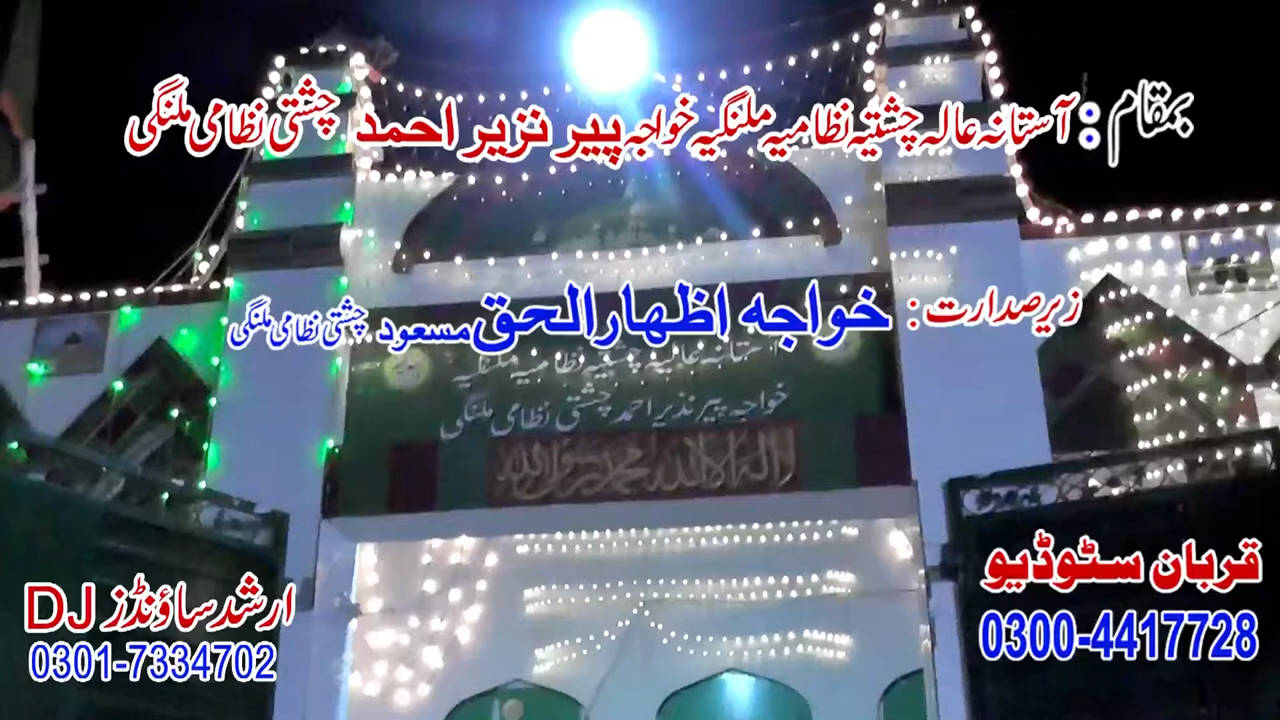 بمقام : آستانہ عالہ چشتیہ نظامیہ ملنگیہ خواجہ پیر نزیر احمد چشتی نظامی ملنگی
زیر صدارت : خواجہ اظہار الحق مسعود چشتی نظامی ملنگی
آستانہ عالیہ چشتیہ نظامیہ ملنگیہ
خواجہ پیر نذیر احمد چشتی نظامی ملنگی
لا الہ الا اللہ محمد رسول اللہ
قربان سٹوڈیو
0300-4417728
ارشد ساؤنڈز DJ
0301-7334702